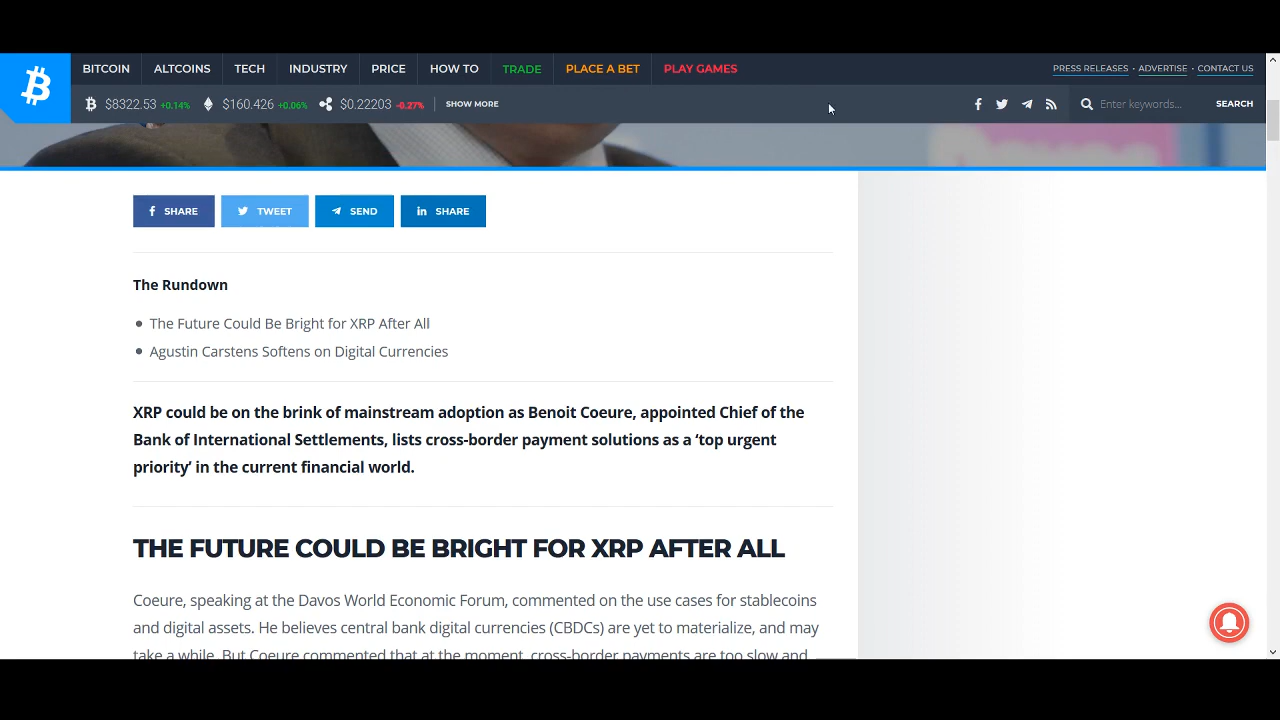 BITCOIN ALTCOINS TECH INDUSTRY PRICE HOW TO TRADE PLACE A BET PLAY GAMES PRESS RELEASES · ADVERTISE · CONTACT US
$8322.53 +0.14% $160.426 +0.06% $0.22203 -0.27% SHOW MORE Enter keywords... SEARCH
SHARE TWEET SEND SHARE
The Rundown
The Future Could Be Bright for XRP After All
Agustin Carstens Softens on Digital Currencies
XRP could be on the brink of mainstream adoption as Benoit Coeure, appointed Chief of the
Bank of International Settlements, lists cross-border payment solutions as a ‘top urgent
priority’ in the current financial world.
THE FUTURE COULD BE BRIGHT FOR XRP AFTER ALL
Coeure, speaking at the Davos World Economic Forum, commented on the use cases for stablecoins
and digital assets. He believes central bank digital currencies (CBDCs) are yet to materialize, and may
take a while. But Coeure commented that at the moment, cross-border payments are too slow and